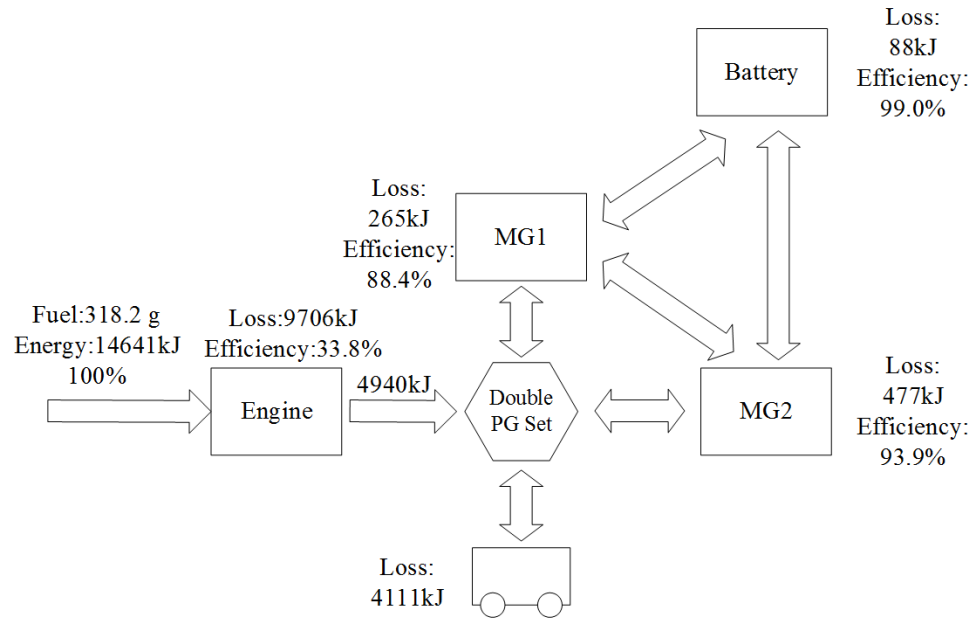 Loss:
88kJ
Efficiency:
99.0%
Battery
Loss:
265kJ
Efficiency:
88.4%
MG1
Fuel:318.2 g
Energy:14641kJ
100%
Loss:9706kJ
Efficiency:33.8%
Engine
4940kJ
Double
PG Set
MG2
Loss:
477kJ
Efficiency:
93.9%
Loss:
4111kJ